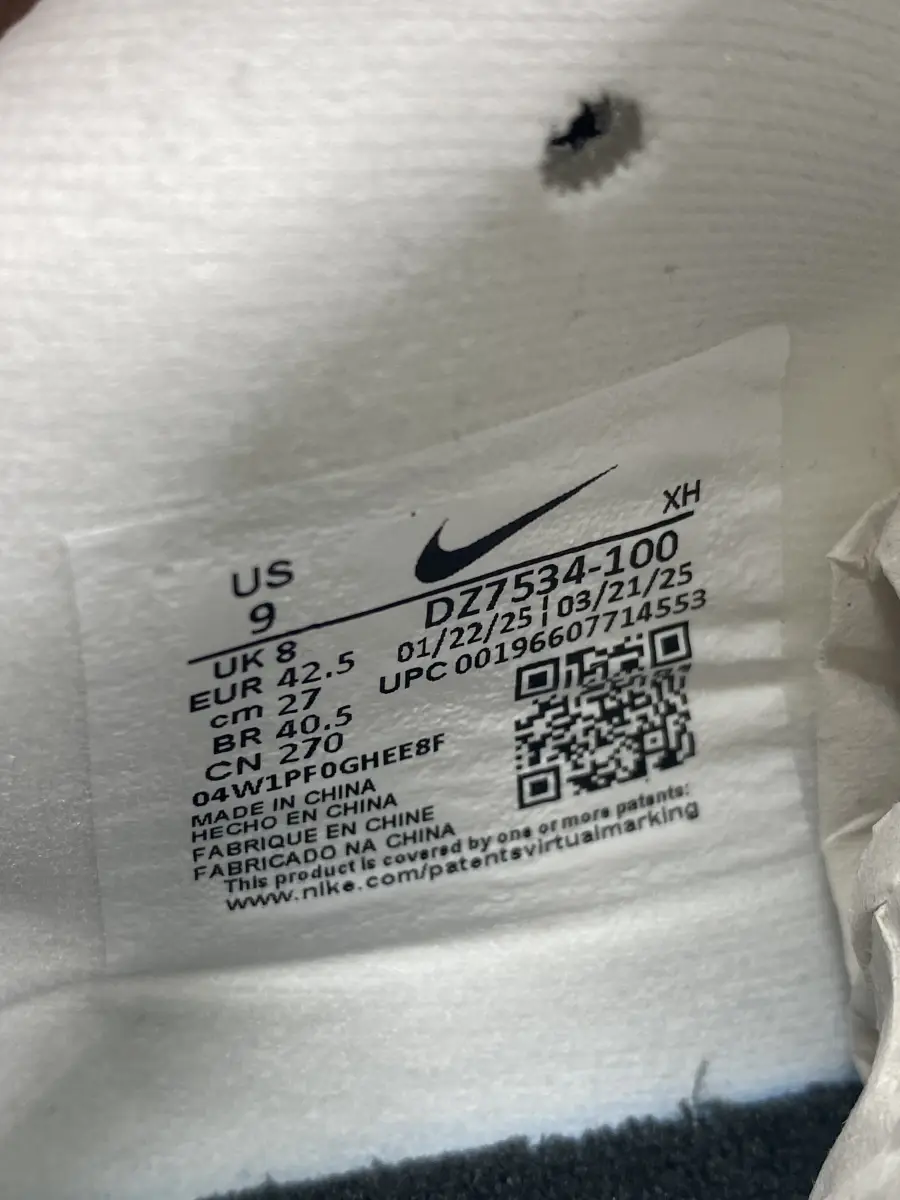 XH
US
9
UK 8
EUR 42.5
cm 27
BR 40.5
CN 270
DZ7534-100
01/22/25 | 03/21/25
UPC 00196607714553
04W1PF0GHEE8F
MADE IN CHINA
HECHO EN CHINA
FABRIQUE EN CHINE
FABRICADO NA CHINA
This product is covered by one or more patents:
www.nike.com/patentsvirtualmarking